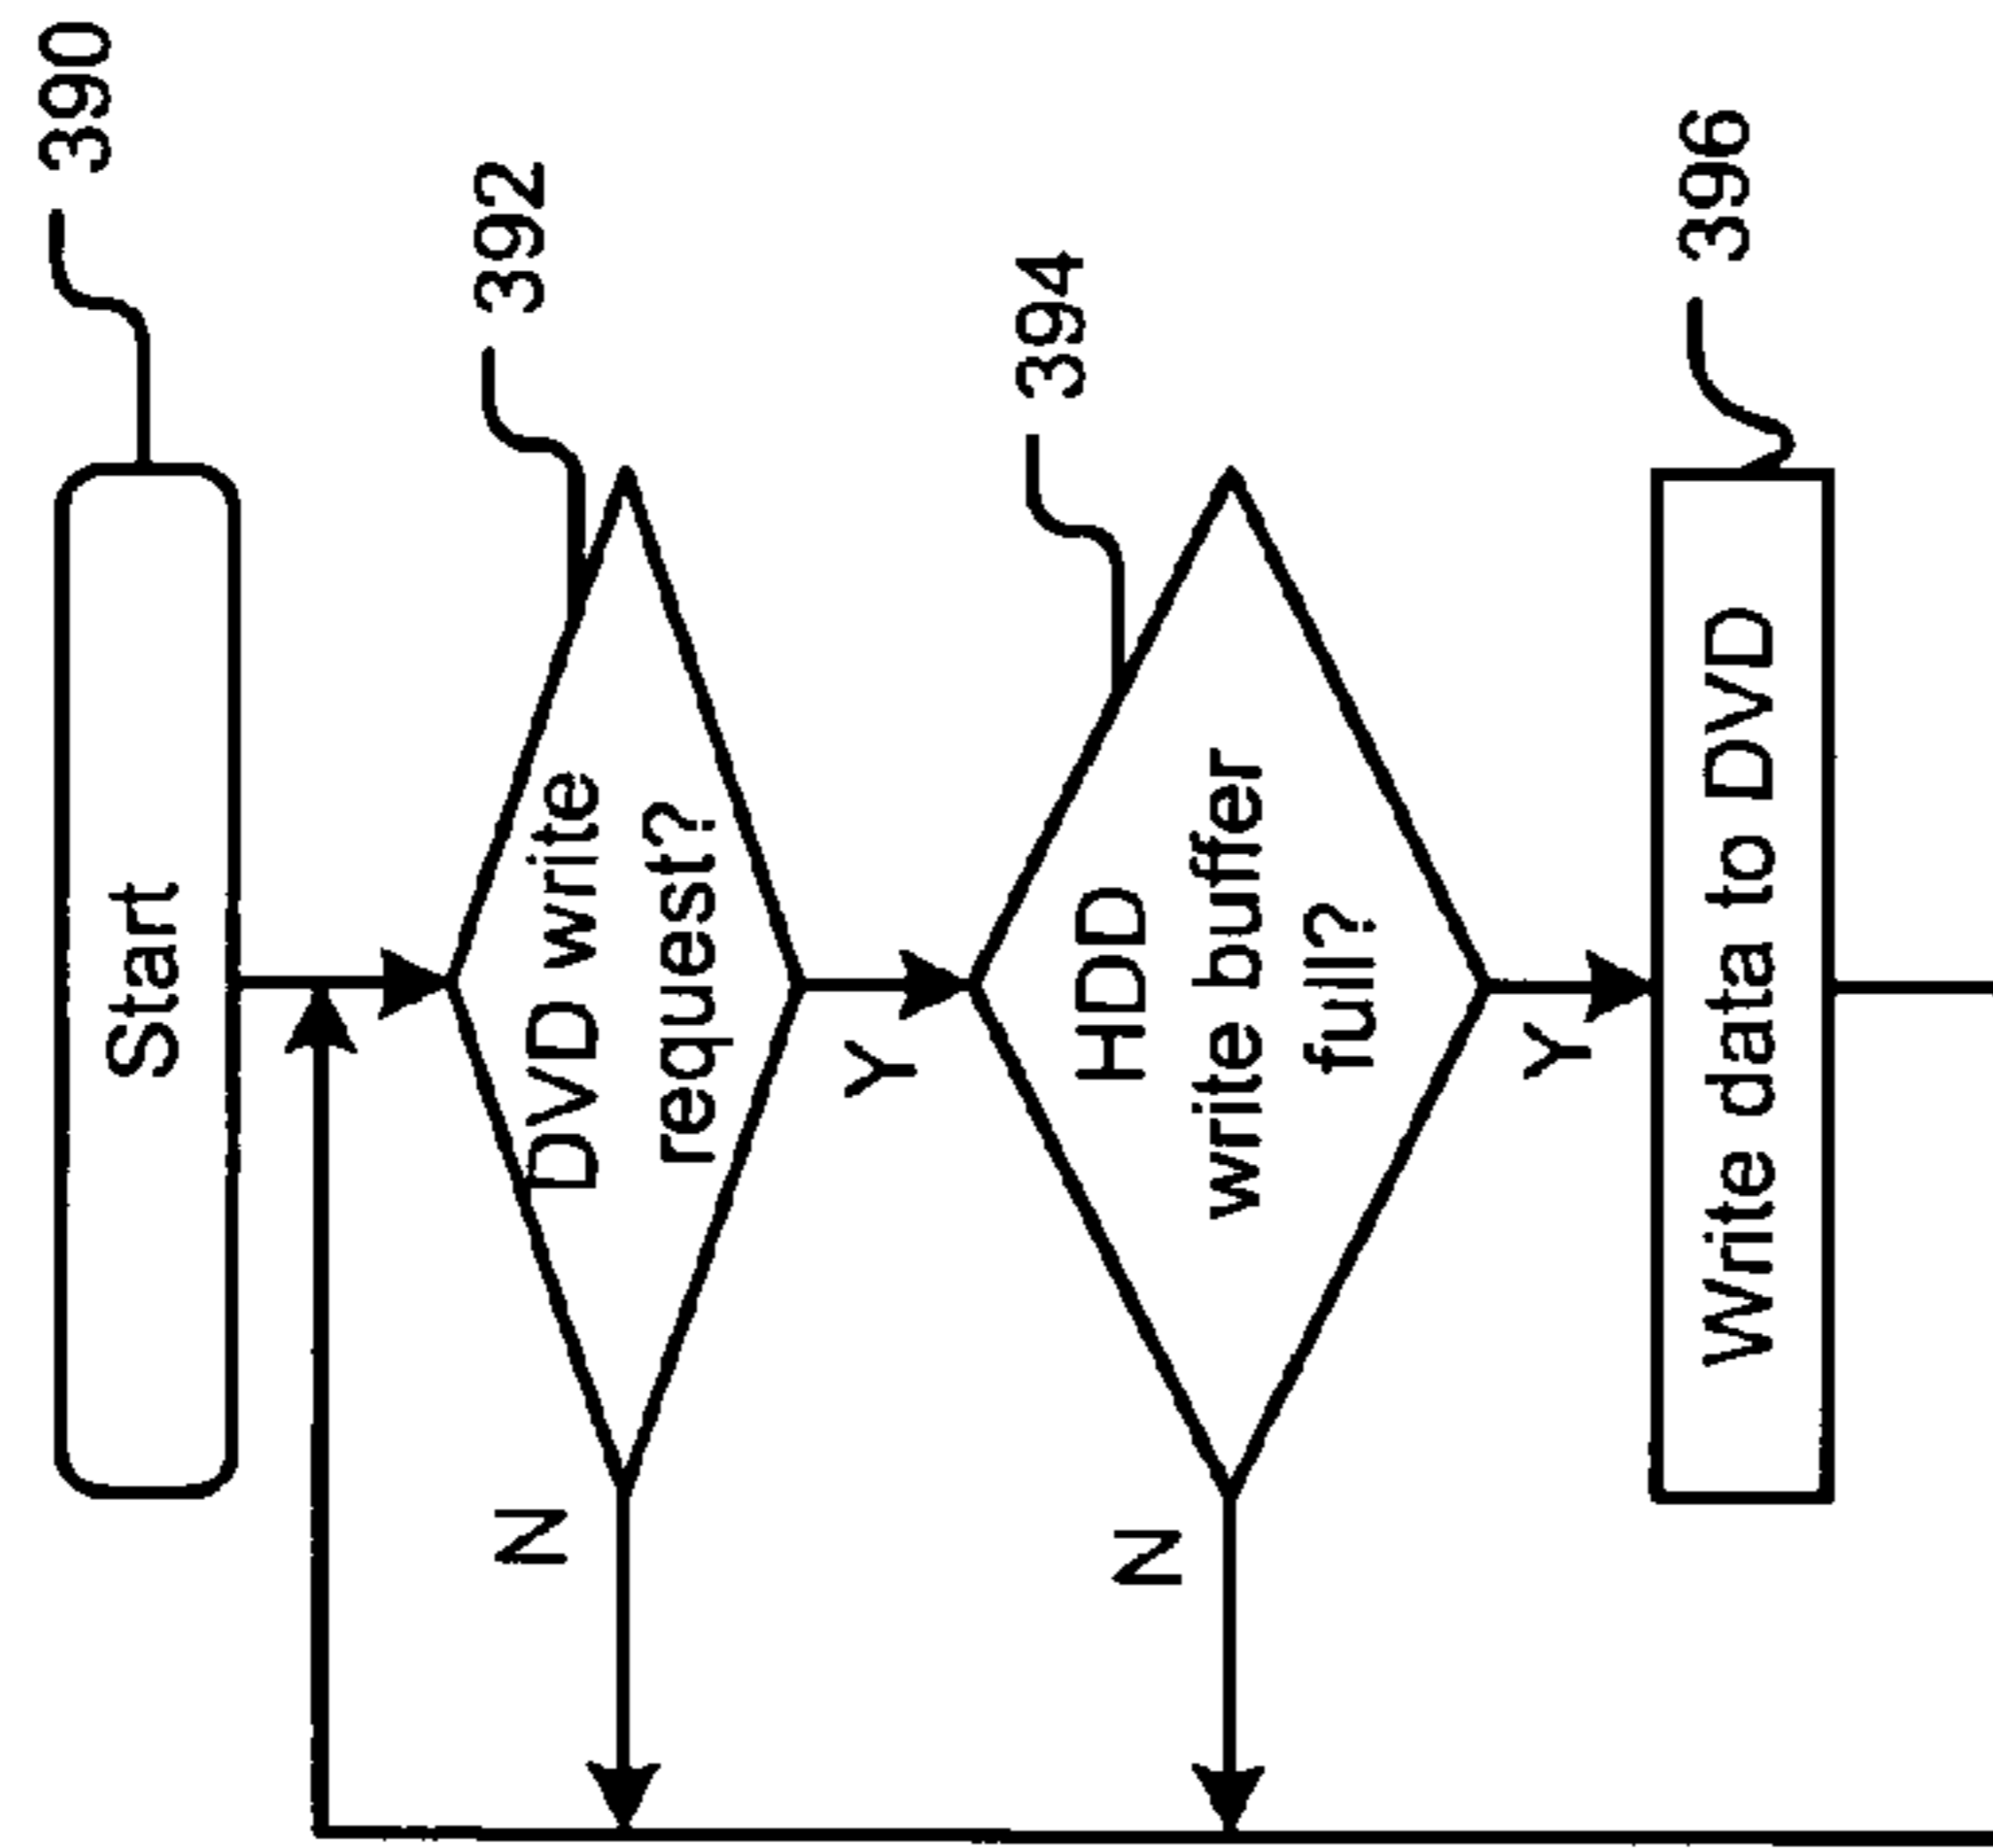 390
Start
392
DVD write
request?
N
Y
394
HDD
write buffer
full?
N
Y
396
Write data to DVD